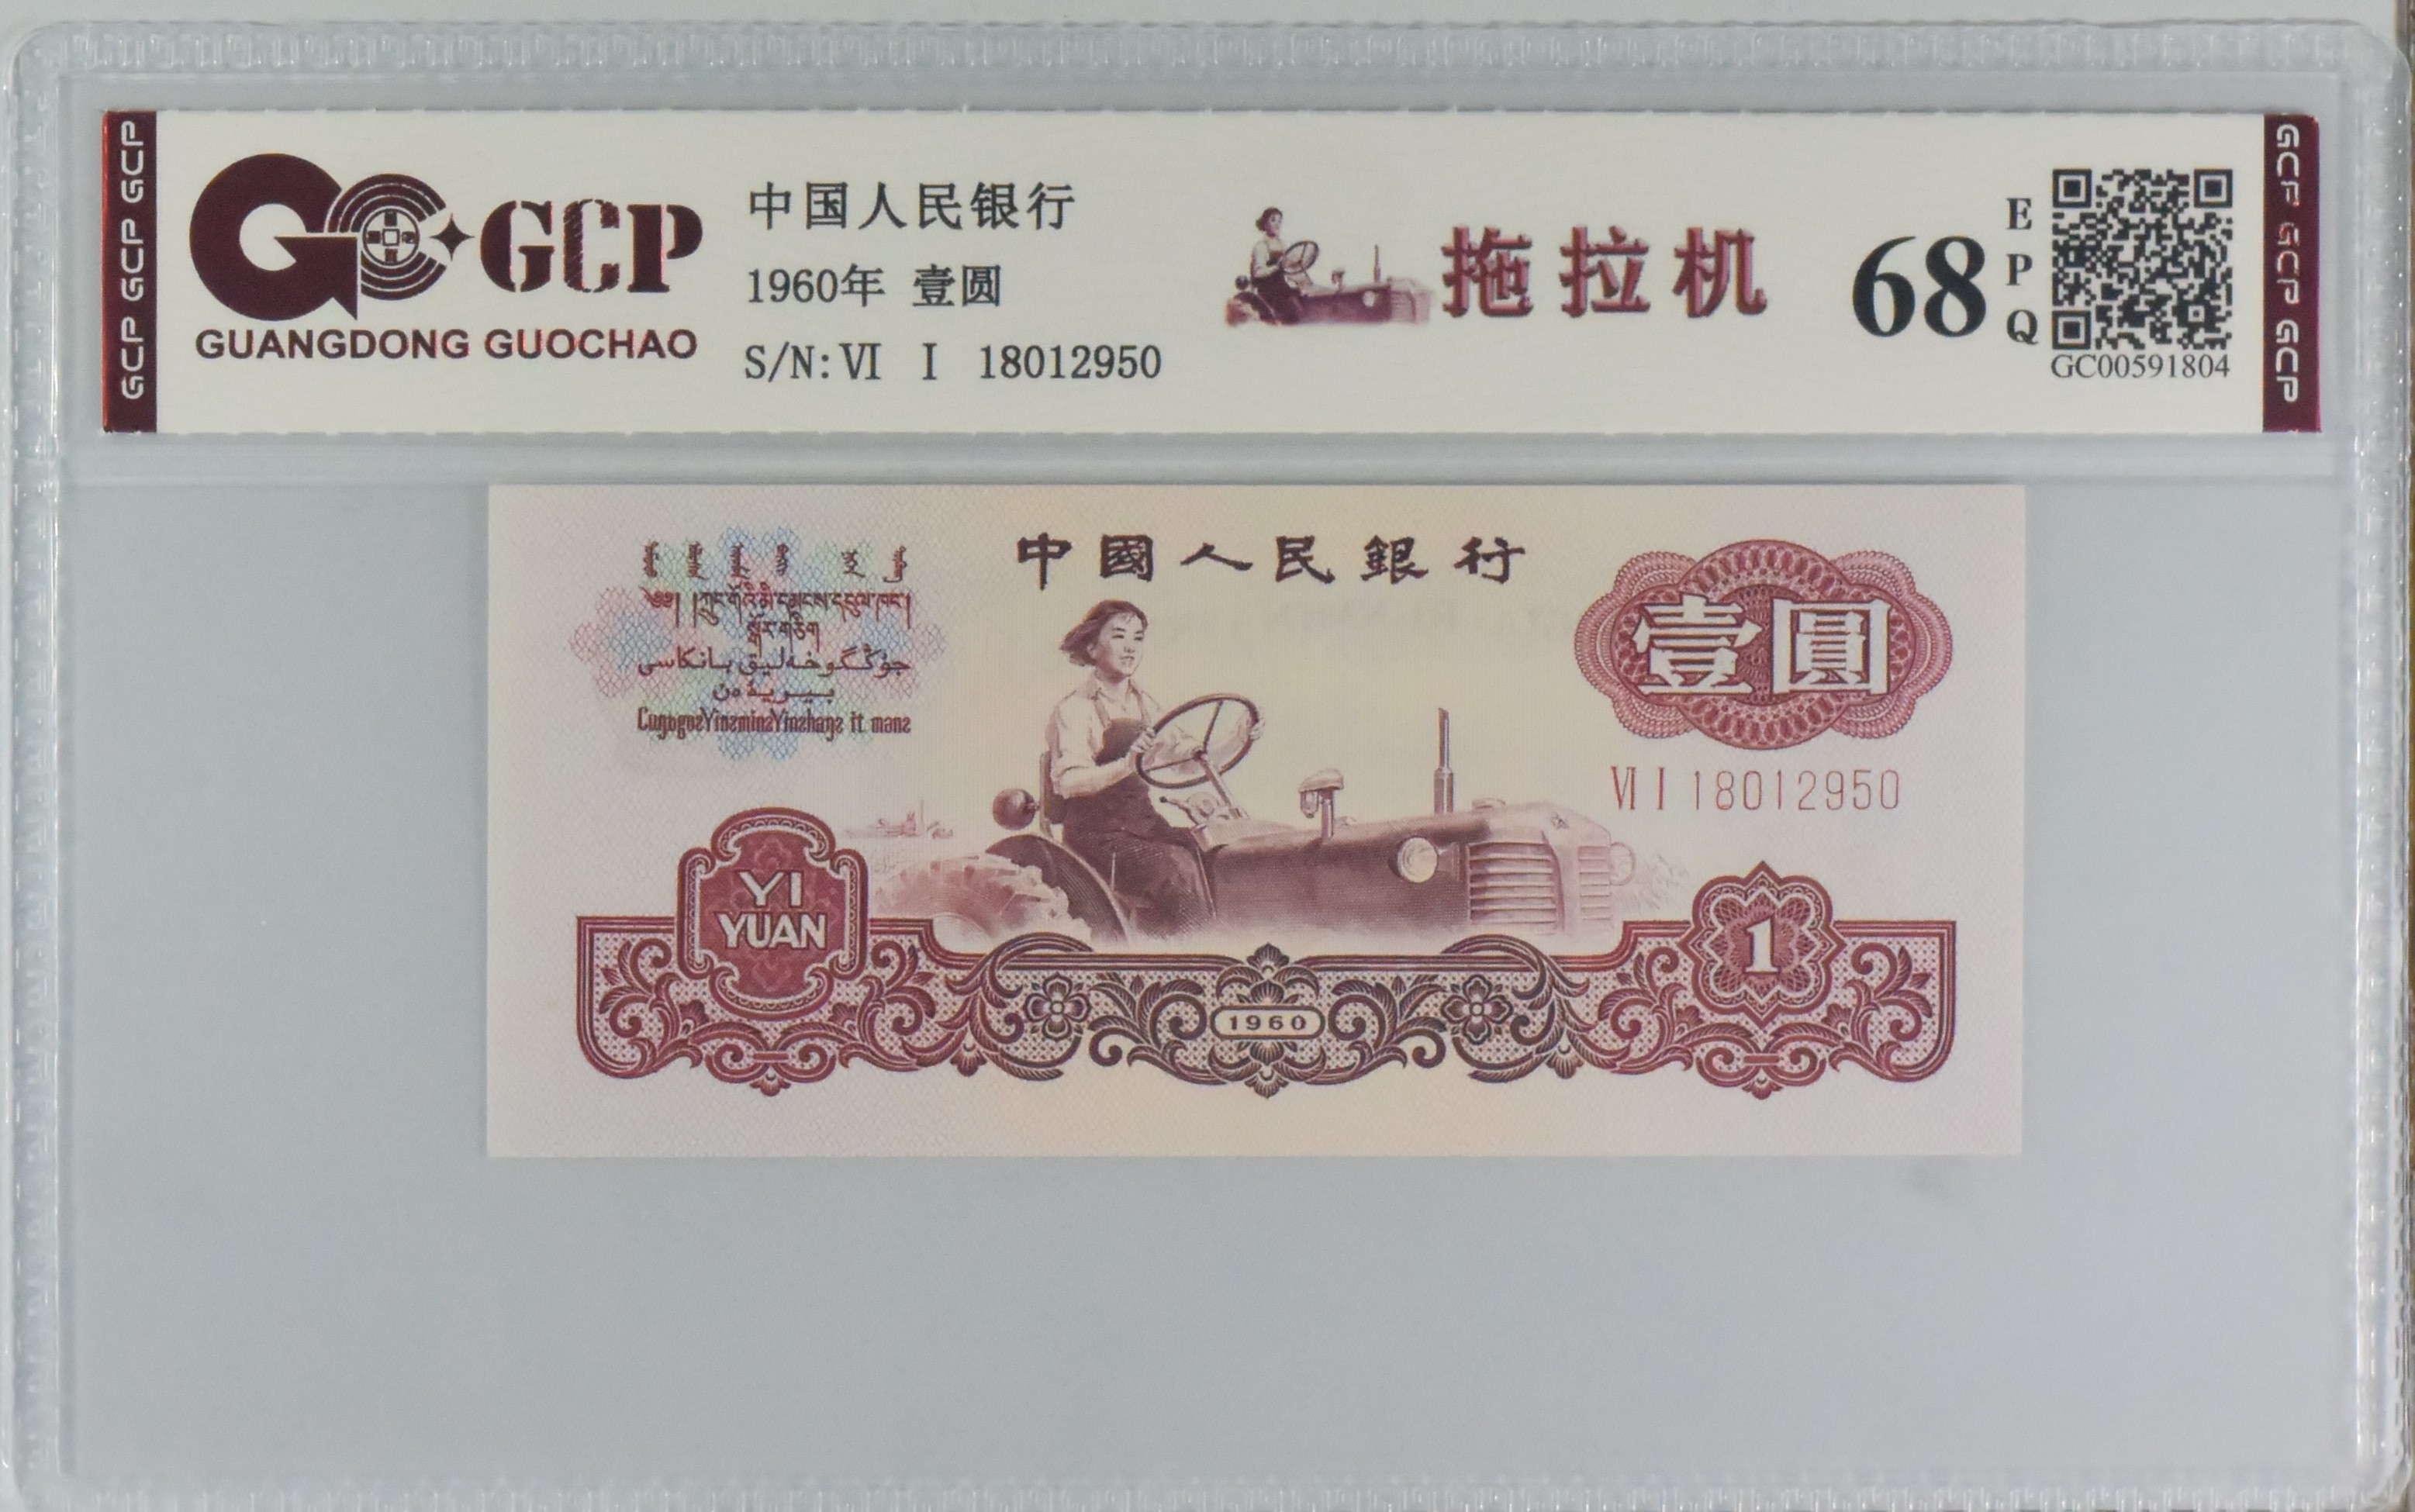 GCP GCP GCP
GCP
GUANGDONG GUOCHAO
中国人民银行
1960年 壹圆
S/N: VI I 18012950
拖拉机
68
E
P
Q
GC00591804
GCP GCP GCP
中國人民銀行
壹圓
VI I 18012950
YI
YUAN
1
1960